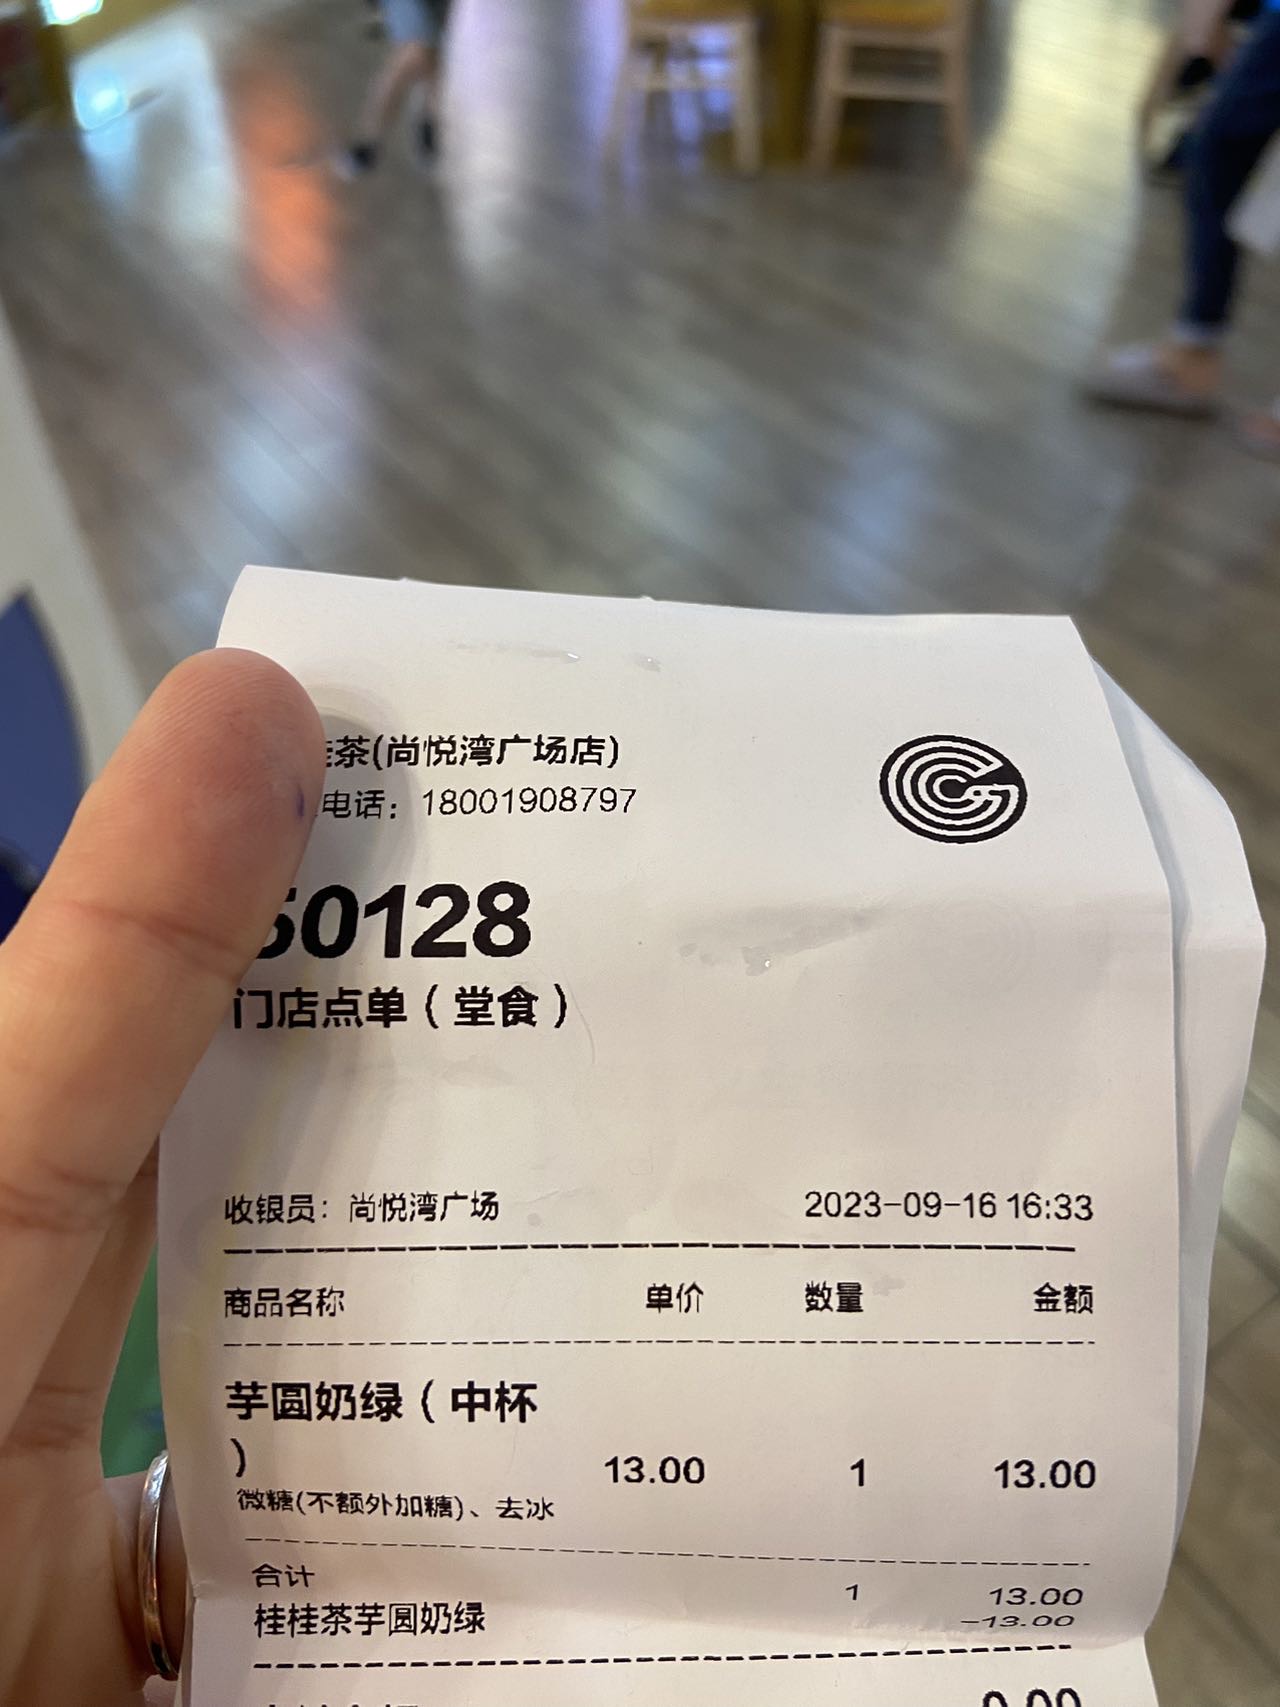 茶(尚悦湾广场店)
电话：18001908797
50128
门店点单（堂食）
收银员：尚悦湾广场 2023-09-16 16:33
商品名称 单价 数量 金额
芋圆奶绿（中杯
） 13.00 1 13.00
微糖(不额外加糖)、去冰
合计 1 13.00
桂桂茶芋圆奶绿 -13.00
0.00